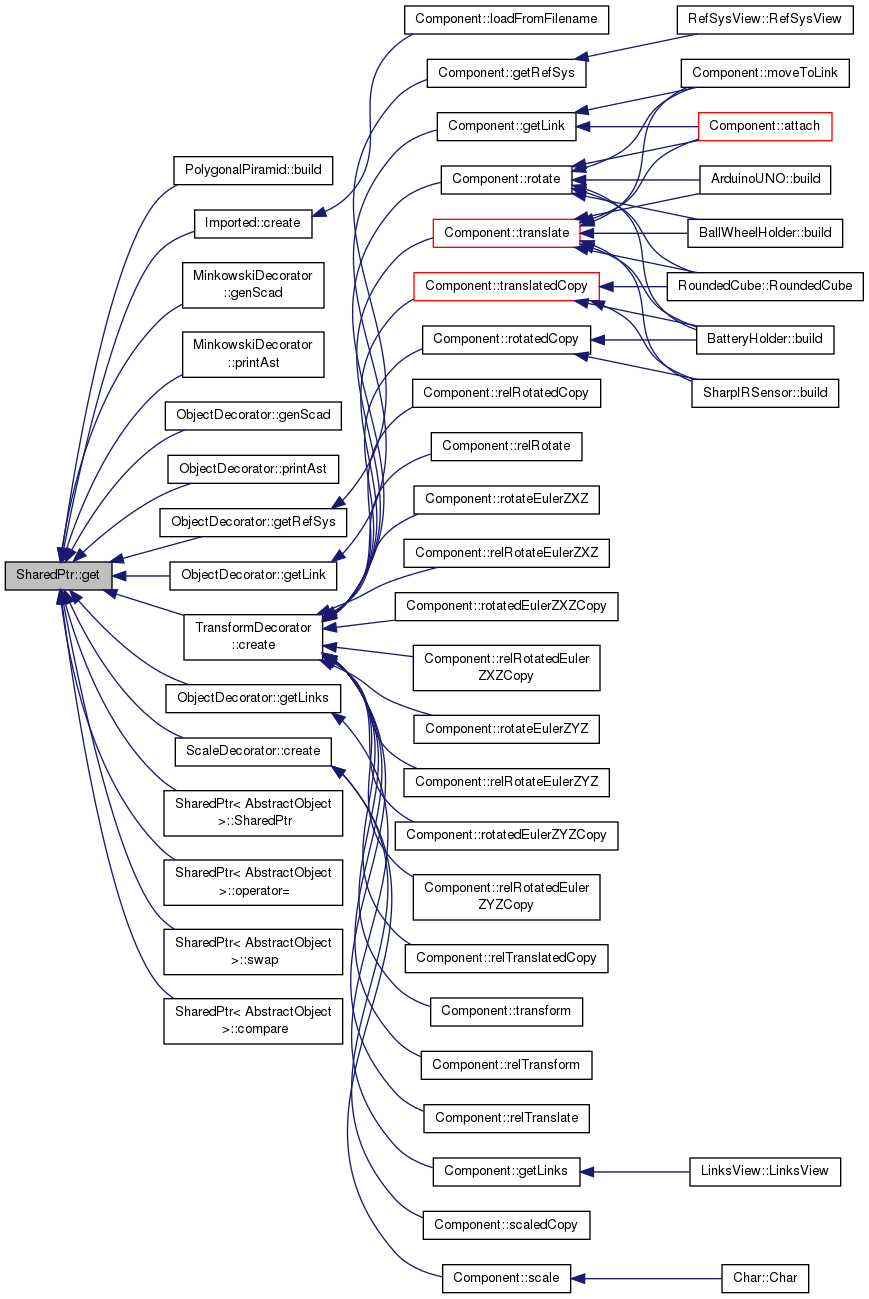 SharedPtr::get
PolygonalPiramid::build
Imported::create
MinkowskiDecorator
::genScad
MinkowskiDecorator
::printAst
ObjectDecorator::genScad
ObjectDecorator::printAst
ObjectDecorator::getRefSys
ObjectDecorator::getLink
TransformDecorator
::create
ObjectDecorator::getLinks
ScaleDecorator::create
SharedPtr< AbstractObject
>::SharedPtr
SharedPtr< AbstractObject
>::operator=
SharedPtr< AbstractObject
>::swap
SharedPtr< AbstractObject
>::compare
Component::loadFromFilename
Component::getRefSys
Component::getLink
Component::rotate
Component::translate
Component::translatedCopy
Component::rotatedCopy
Component::relRotatedCopy
Component::relRotate
Component::rotateEulerZXZ
Component::relRotateEulerZXZ
Component::rotatedEulerZXZCopy
Component::relRotatedEuler
ZXZCopy
Component::rotateEulerZYZ
Component::relRotateEulerZYZ
Component::rotatedEulerZYZCopy
Component::relRotatedEuler
ZYZCopy
Component::relTranslatedCopy
Component::transform
Component::relTransform
Component::relTranslate
Component::getLinks
Component::scaledCopy
Component::scale
RefSysView::RefSysView
Component::moveToLink
Component::attach
ArduinoUNO::build
BallWheelHolder::build
RoundedCube::RoundedCube
BatteryHolder::build
SharpIRSensor::build
LinksView::LinksView
Char::Char